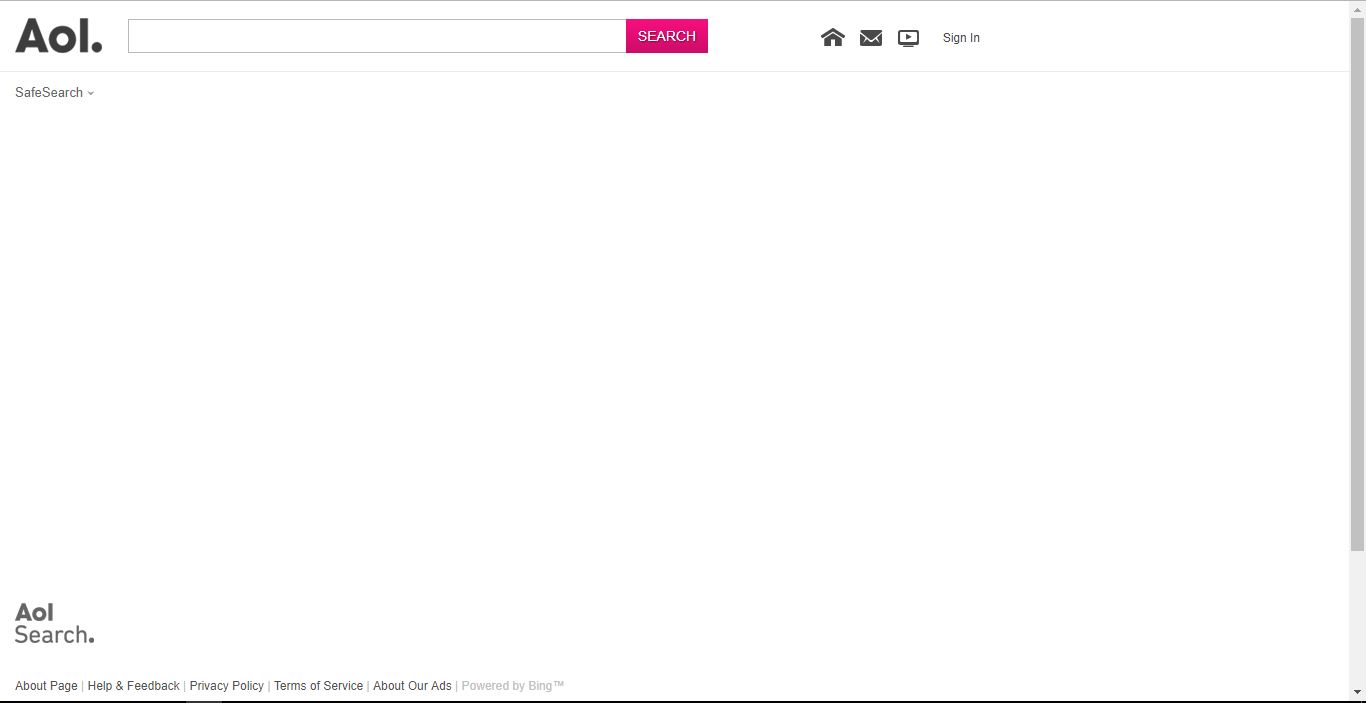 Aol. SEARCH Sign In
SafeSearch
Aol
Search.
About Page | Help & Feedback | Privacy Policy | Terms of Service | About Our Ads | Powered by Bing™